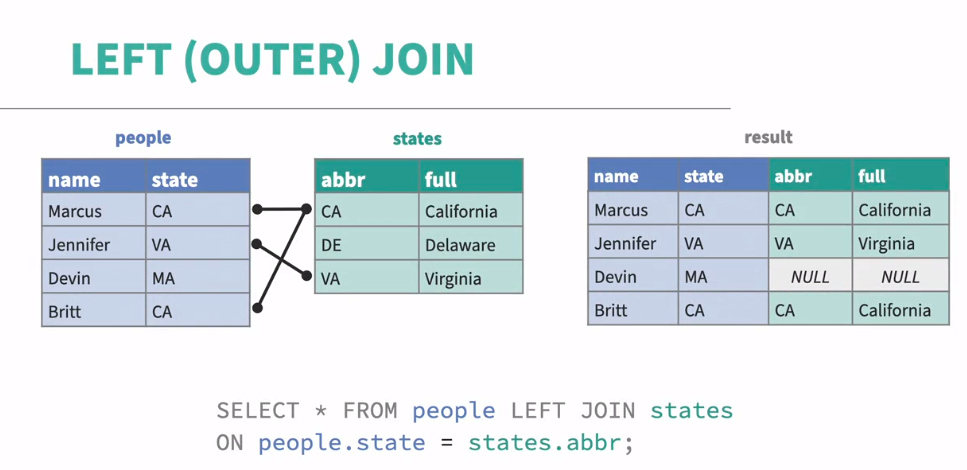 LEFT (OUTER) JOIN
people
name state
Marcus CA
Jennifer VA
Devin MA
Britt CA
states
abbr full
CA California
DE Delaware
VA Virginia
result
name state abbr full
Marcus CA CA California
Jennifer VA VA Virginia
Devin MA NULL NULL
Britt CA CA California
SELECT * FROM people LEFT JOIN states
ON people.state = states.abbr;